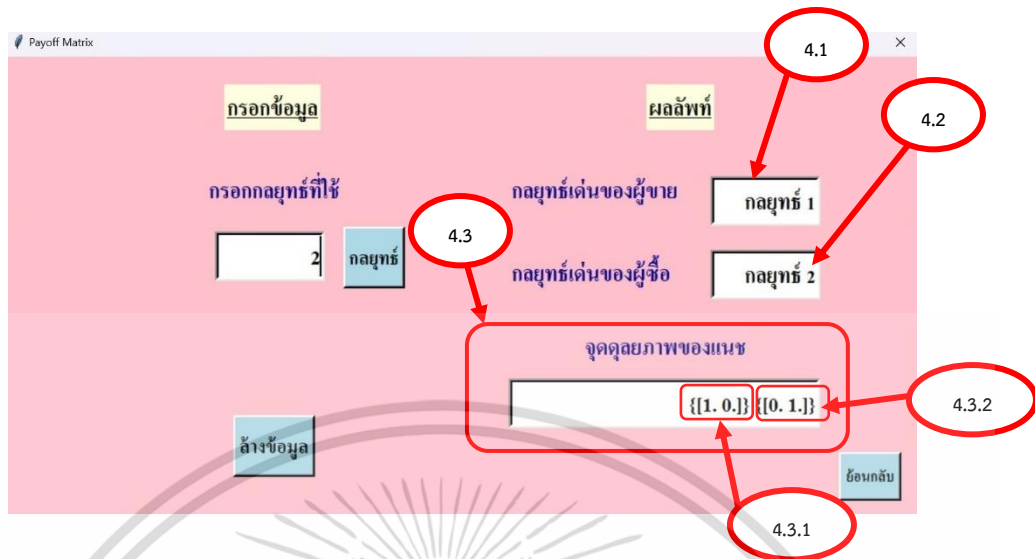 Payoff Matrix
4.1
กรอกข้อมูล
ผลลัพท์
4.2
กรอกกลยุทธ์ที่ใช้
กลยุทธ์เด่นของผู้ขาย
กลยุทธ์ 1
4.3
2
กลยุทธ์
กลยุทธ์เด่นของผู้ซื้อ
กลยุทธ์ 2
จุดดุลยภาพของแนช
{[1. 0.]} {[0. 1.]}
4.3.2
ล้างข้อมูล
ย้อนกลับ
4.3.1